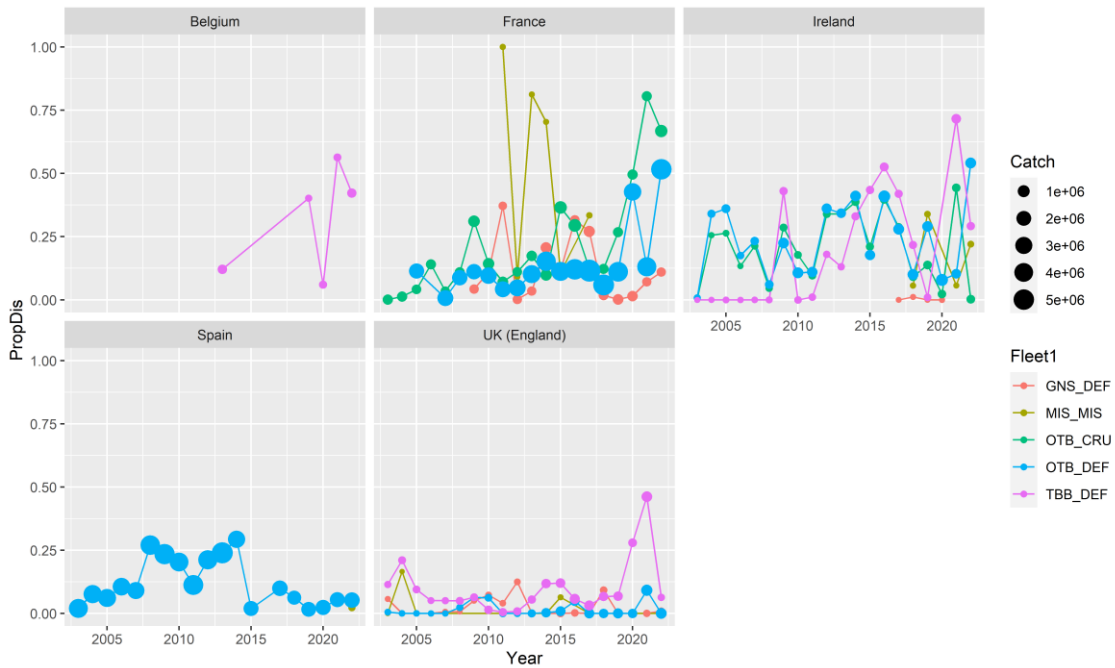 Belgium
France
Ireland
1.00
0.75
0.50
0.25
0.00
2005 2010 2015 2020
Spain
UK (England)
1.00
0.75
0.50
0.25
0.00
2005 2010 2015 2020
2005 2010 2015 2020
PropDis
Year
Catch
1e+06
2e+06
3e+06
4e+06
5e+06
Fleet1
GNS_DEF
MIS_MIS
OTB_CRU
OTB_DEF
TBB_DEF